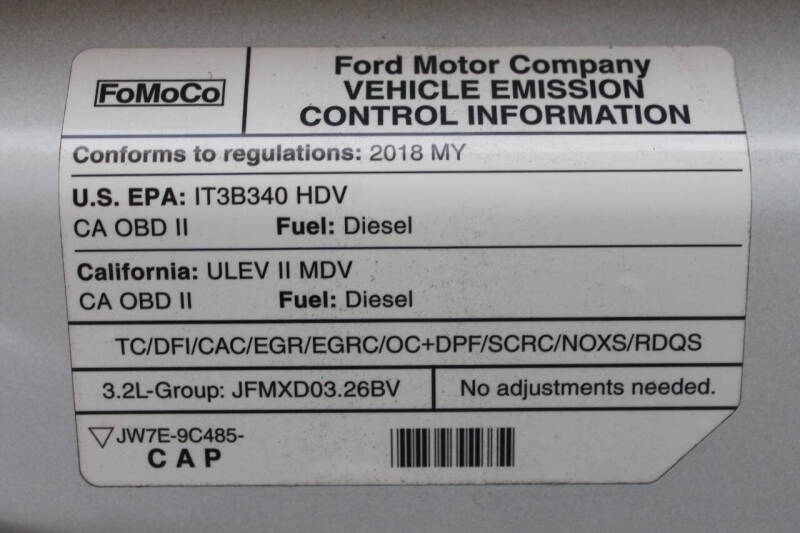 FoMoCo
Ford Motor Company
VEHICLE EMISSION
CONTROL INFORMATION
Conforms to regulations: 2018 MY
U.S. EPA: IT3B340 HDV
CA OBD II Fuel: Diesel
California: ULEV II MDV
CA OBD II Fuel: Diesel
TC/DFI/CAC/EGR/EGRC/OC+DPF/SCRC/NOXS/RDQS
3.2L-Group: JFMXD03.26BV
No adjustments needed.
JW7E-9C485-
CAP